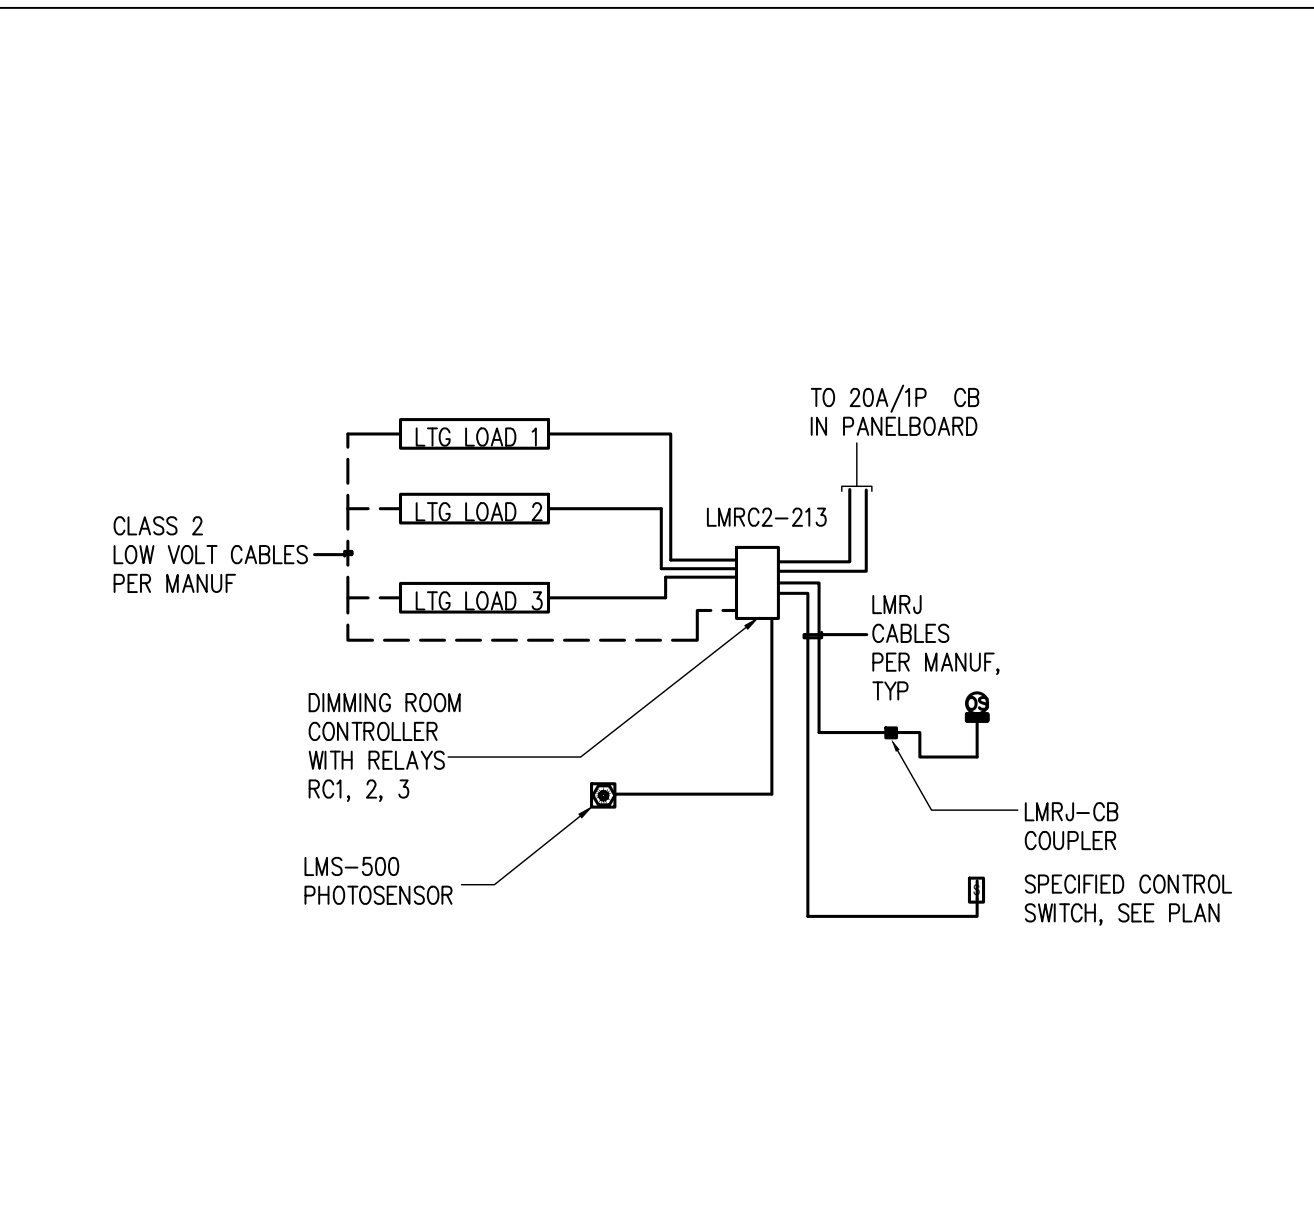 TO 20A/1P CB
IN PANELBOARD
LTG LOAD 1
LTG LOAD 2
LTG LOAD 3
LMRC2-213
CLASS 2
LOW VOLT CABLES
PER MANUF
LMRJ
CABLES
PER MANUF,
TYP
OS
DIMMING ROOM
CONTROLLER
WITH RELAYS
RC1, 2, 3
LMRJ-CB
COUPLER
LMS-500
PHOTOSENSOR
S
SPECIFIED CONTROL
SWITCH, SEE PLAN